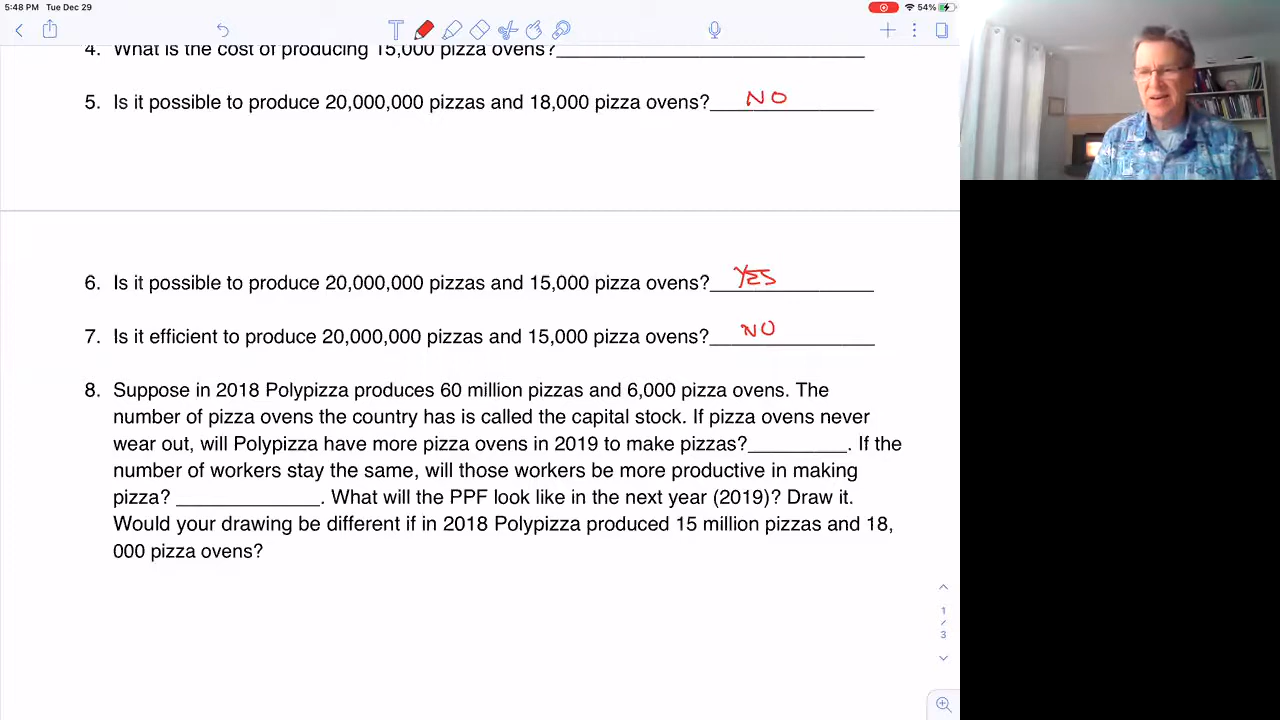 5:48 PM Tue Dec 29
54%
4. What is the cost of producing 15,000 pizza ovens?
5. Is it possible to produce 20,000,000 pizzas and 18,000 pizza ovens? NO
6. Is it possible to produce 20,000,000 pizzas and 15,000 pizza ovens? YES
7. Is it efficient to produce 20,000,000 pizzas and 15,000 pizza ovens? NO
8. Suppose in 2018 Polypizza produces 60 million pizzas and 6,000 pizza ovens. The
number of pizza ovens the country has is called the capital stock. If pizza ovens never
wear out, will Polypizza have more pizza ovens in 2019 to make pizzas?_________. If the
number of workers stay the same, will those workers be more productive in making
pizza? _____________. What will the PPF look like in the next year (2019)? Draw it.
Would your drawing be different if in 2018 Polypizza produced 15 million pizzas and 18,
000 pizza ovens?
1
/
3